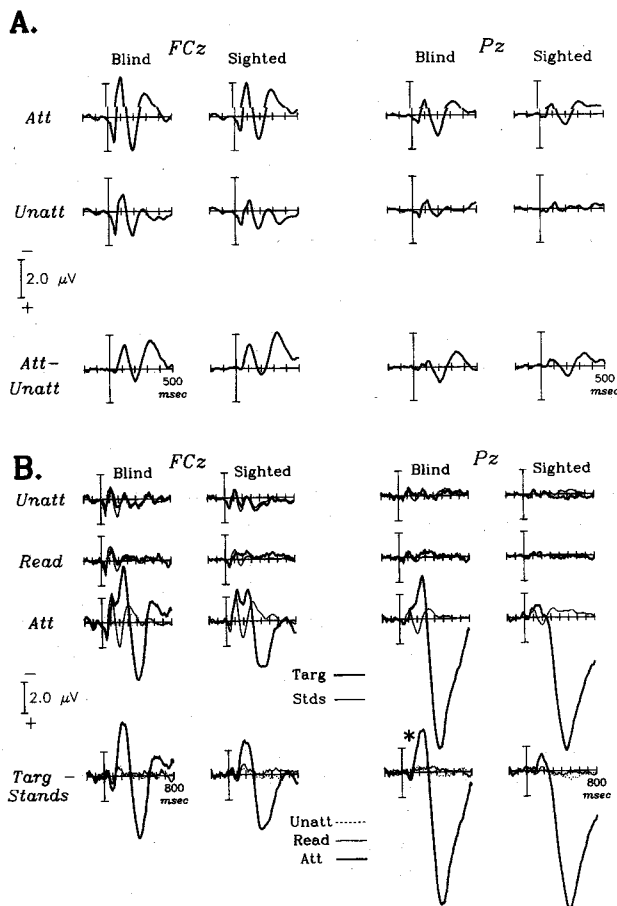 A.
FCz Pz
Blind Sighted Blind Sighted
Att
Unatt
−
2.0 μV
+
Att−
Unatt
500
msec
500
msec
B.
FCz Pz
Blind Sighted Blind Sighted
Unatt
Read
Att
Targ
Stds
−
2.0 μV
+
*
Targ −
Stands
800
msec
800
msec
Unatt
Read
Att